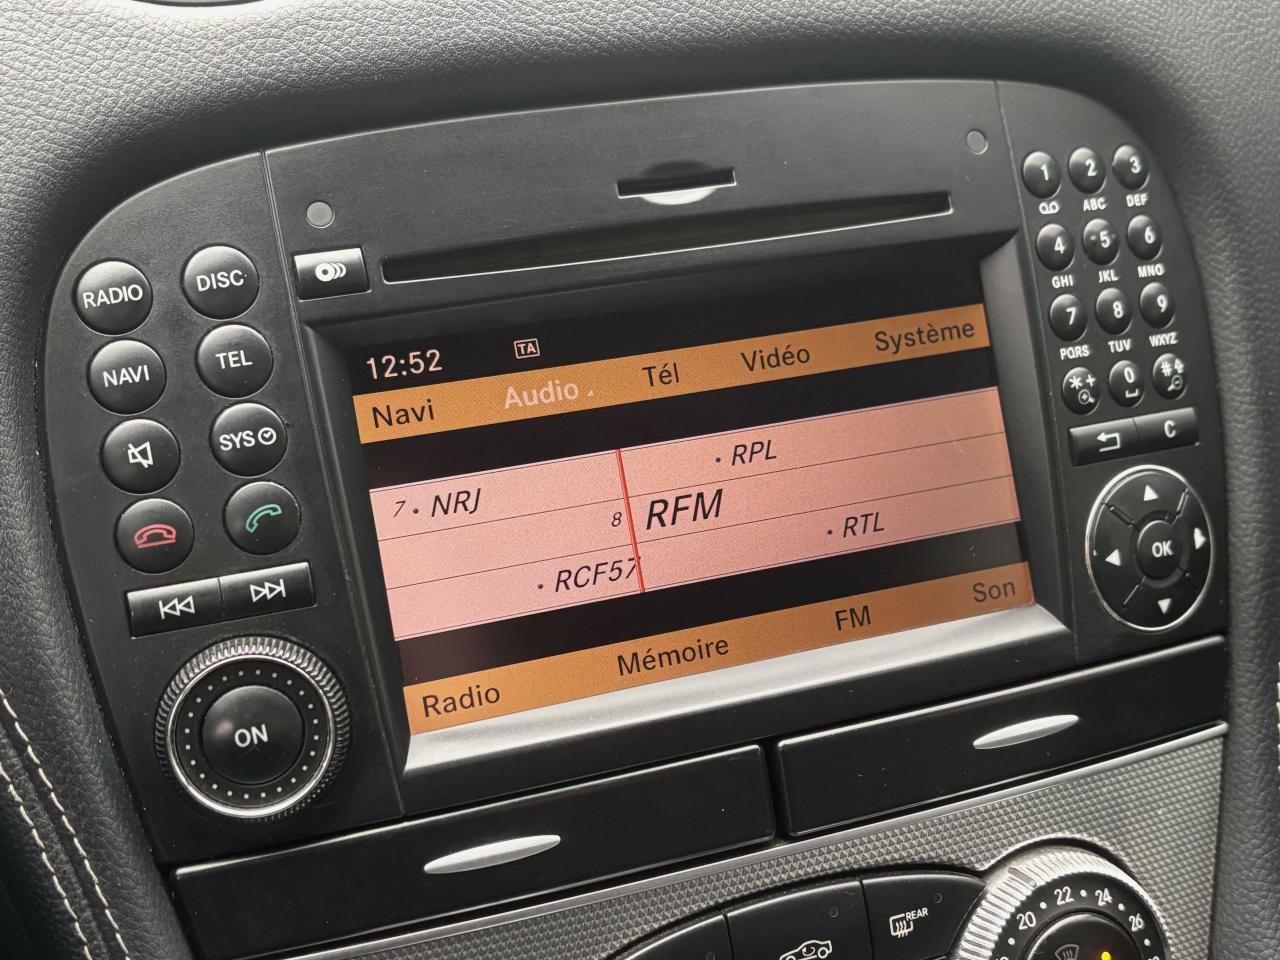 RADIO
DISC
NAVI
TEL
SYS
ON
12:52
TA
Navi
Audio .
Tél
Vidéo
Système
· RPL
7 · NRJ
8 RFM
· RTL
· RCF57
Radio
Mémoire
FM
Son
1 2 3
ABC DEF
4 5 6
GHI JKL MNO
7 8 9
PQRS TUV WXYZ
*+ 0 #
C
OK
REAR
20 22 24 26